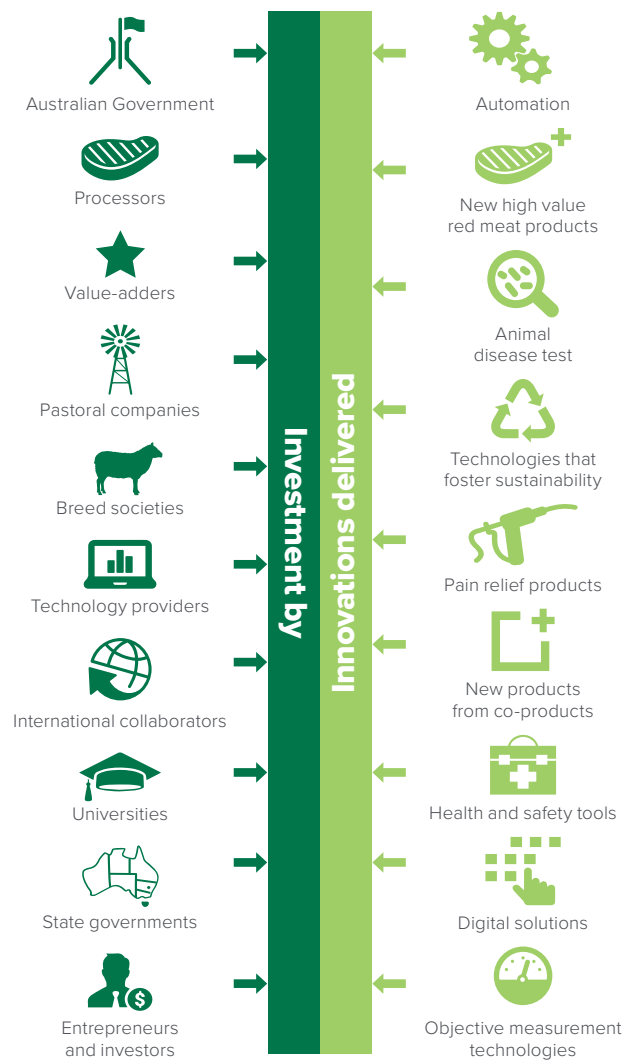 Australian Government
Processors
Value-adders
Pastoral companies
Breed societies
Technology providers
International collaborators
Universities
State governments
Entrepreneurs
and investors
Investment by
Innovations delivered
Automation
New high value
red meat products
Animal
disease test
Technologies that
foster sustainability
Pain relief products
New products
from co-products
Health and safety tools
Digital solutions
Objective measurement
technologies
$